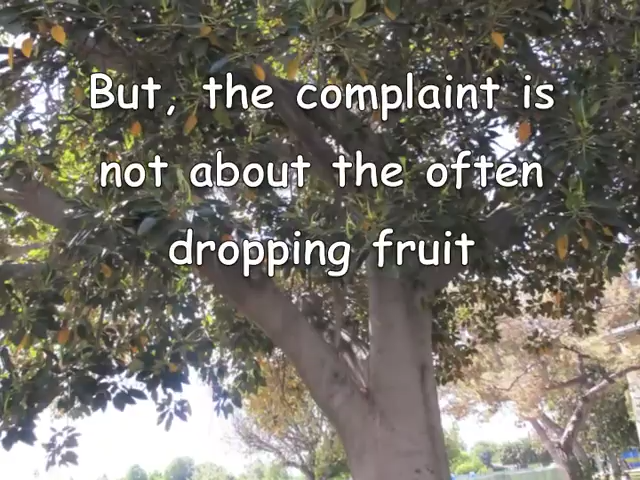 But, the complaint is
not about the often
dropping fruit